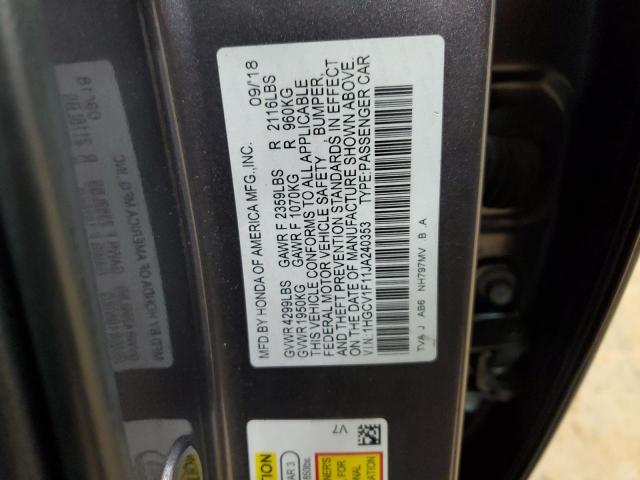 MFD.BY HONDA OF AMERICA MFG.,INC. 09/'18
GVWR 4299LBS GAWR F 2359LBS R 2116LBS
GVWR 1950KG GAWR F 1070KG R 960KG
THIS VEHICLE CONFORMS TO ALL APPLICABLE
FEDERAL MOTOR VEHICLE SAFETY, BUMPER,
AND THEFT PREVENTION STANDARDS IN EFFECT
ON THE DATE OF MANUFACTURE SHOWN ABOVE.
V.I.N.:1HGCV1F11JA240353 TYPE:PASSENGER CAR
TVA J AB6 NH797MV B A